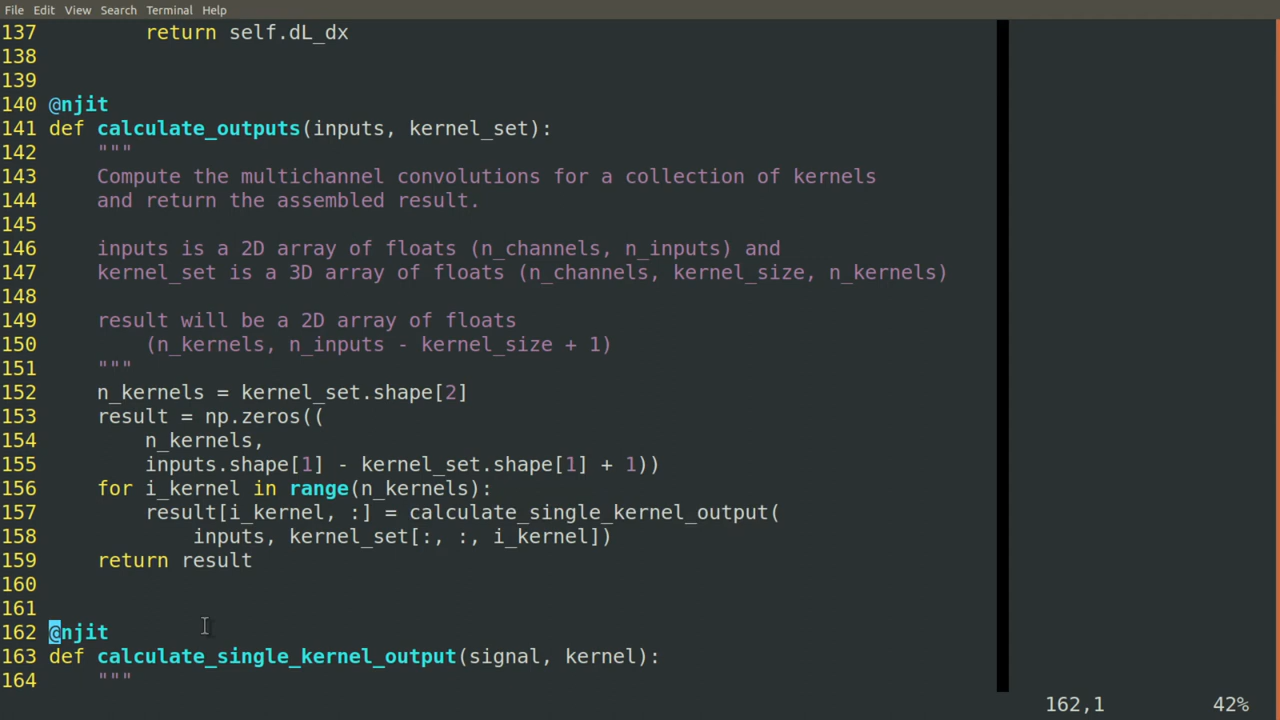 File Edit View Search Terminal Help
137         return self.dL_dx
138
139
140 @njit
141 def calculate_outputs(inputs, kernel_set):
142     """
143     Compute the multichannel convolutions for a collection of kernels
144     and return the assembled result.
145
146     inputs is a 2D array of floats (n_channels, n_inputs) and
147     kernel_set is a 3D array of floats (n_channels, kernel_size, n_kernels)
148
149     result will be a 2D array of floats
150         (n_kernels, n_inputs - kernel_size + 1)
151     """
152     n_kernels = kernel_set.shape[2]
153     result = np.zeros((
154         n_kernels,
155         inputs.shape[1] - kernel_set.shape[1] + 1))
156     for i_kernel in range(n_kernels):
157         result[i_kernel, :] = calculate_single_kernel_output(
158             inputs, kernel_set[:, :, i_kernel])
159     return result
160
161
162 @njit
163 def calculate_single_kernel_output(signal, kernel):
164     """
162,1 42%